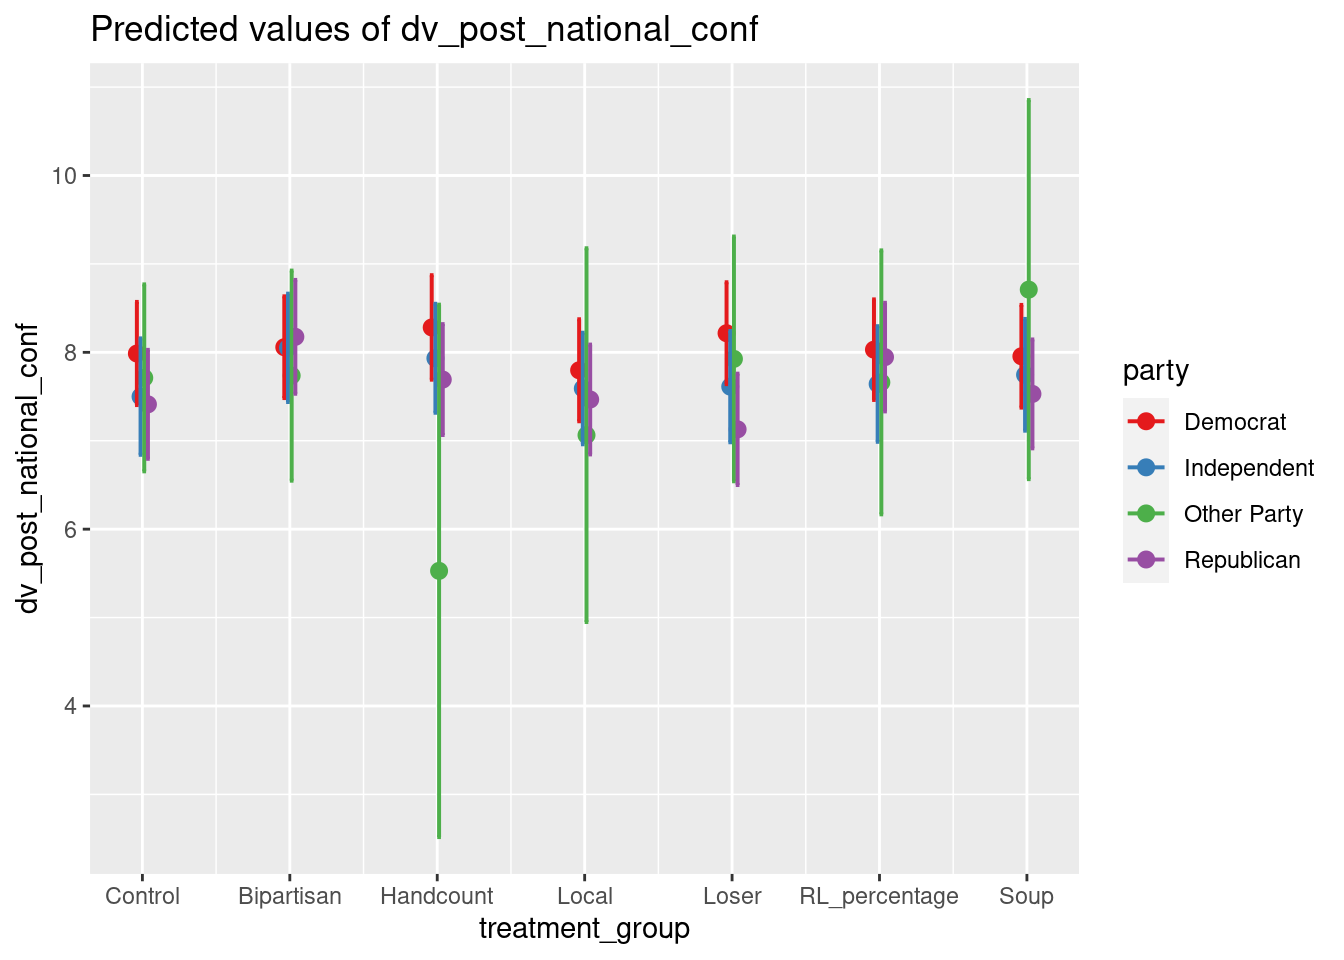 Predicted values of dv_post_national_conf
dv_post_national_conf
10
8
6
4
Control Bipartisan Handcount Local Loser RL_percentage Soup
treatment_group
party
Democrat
Independent
Other Party
Republican